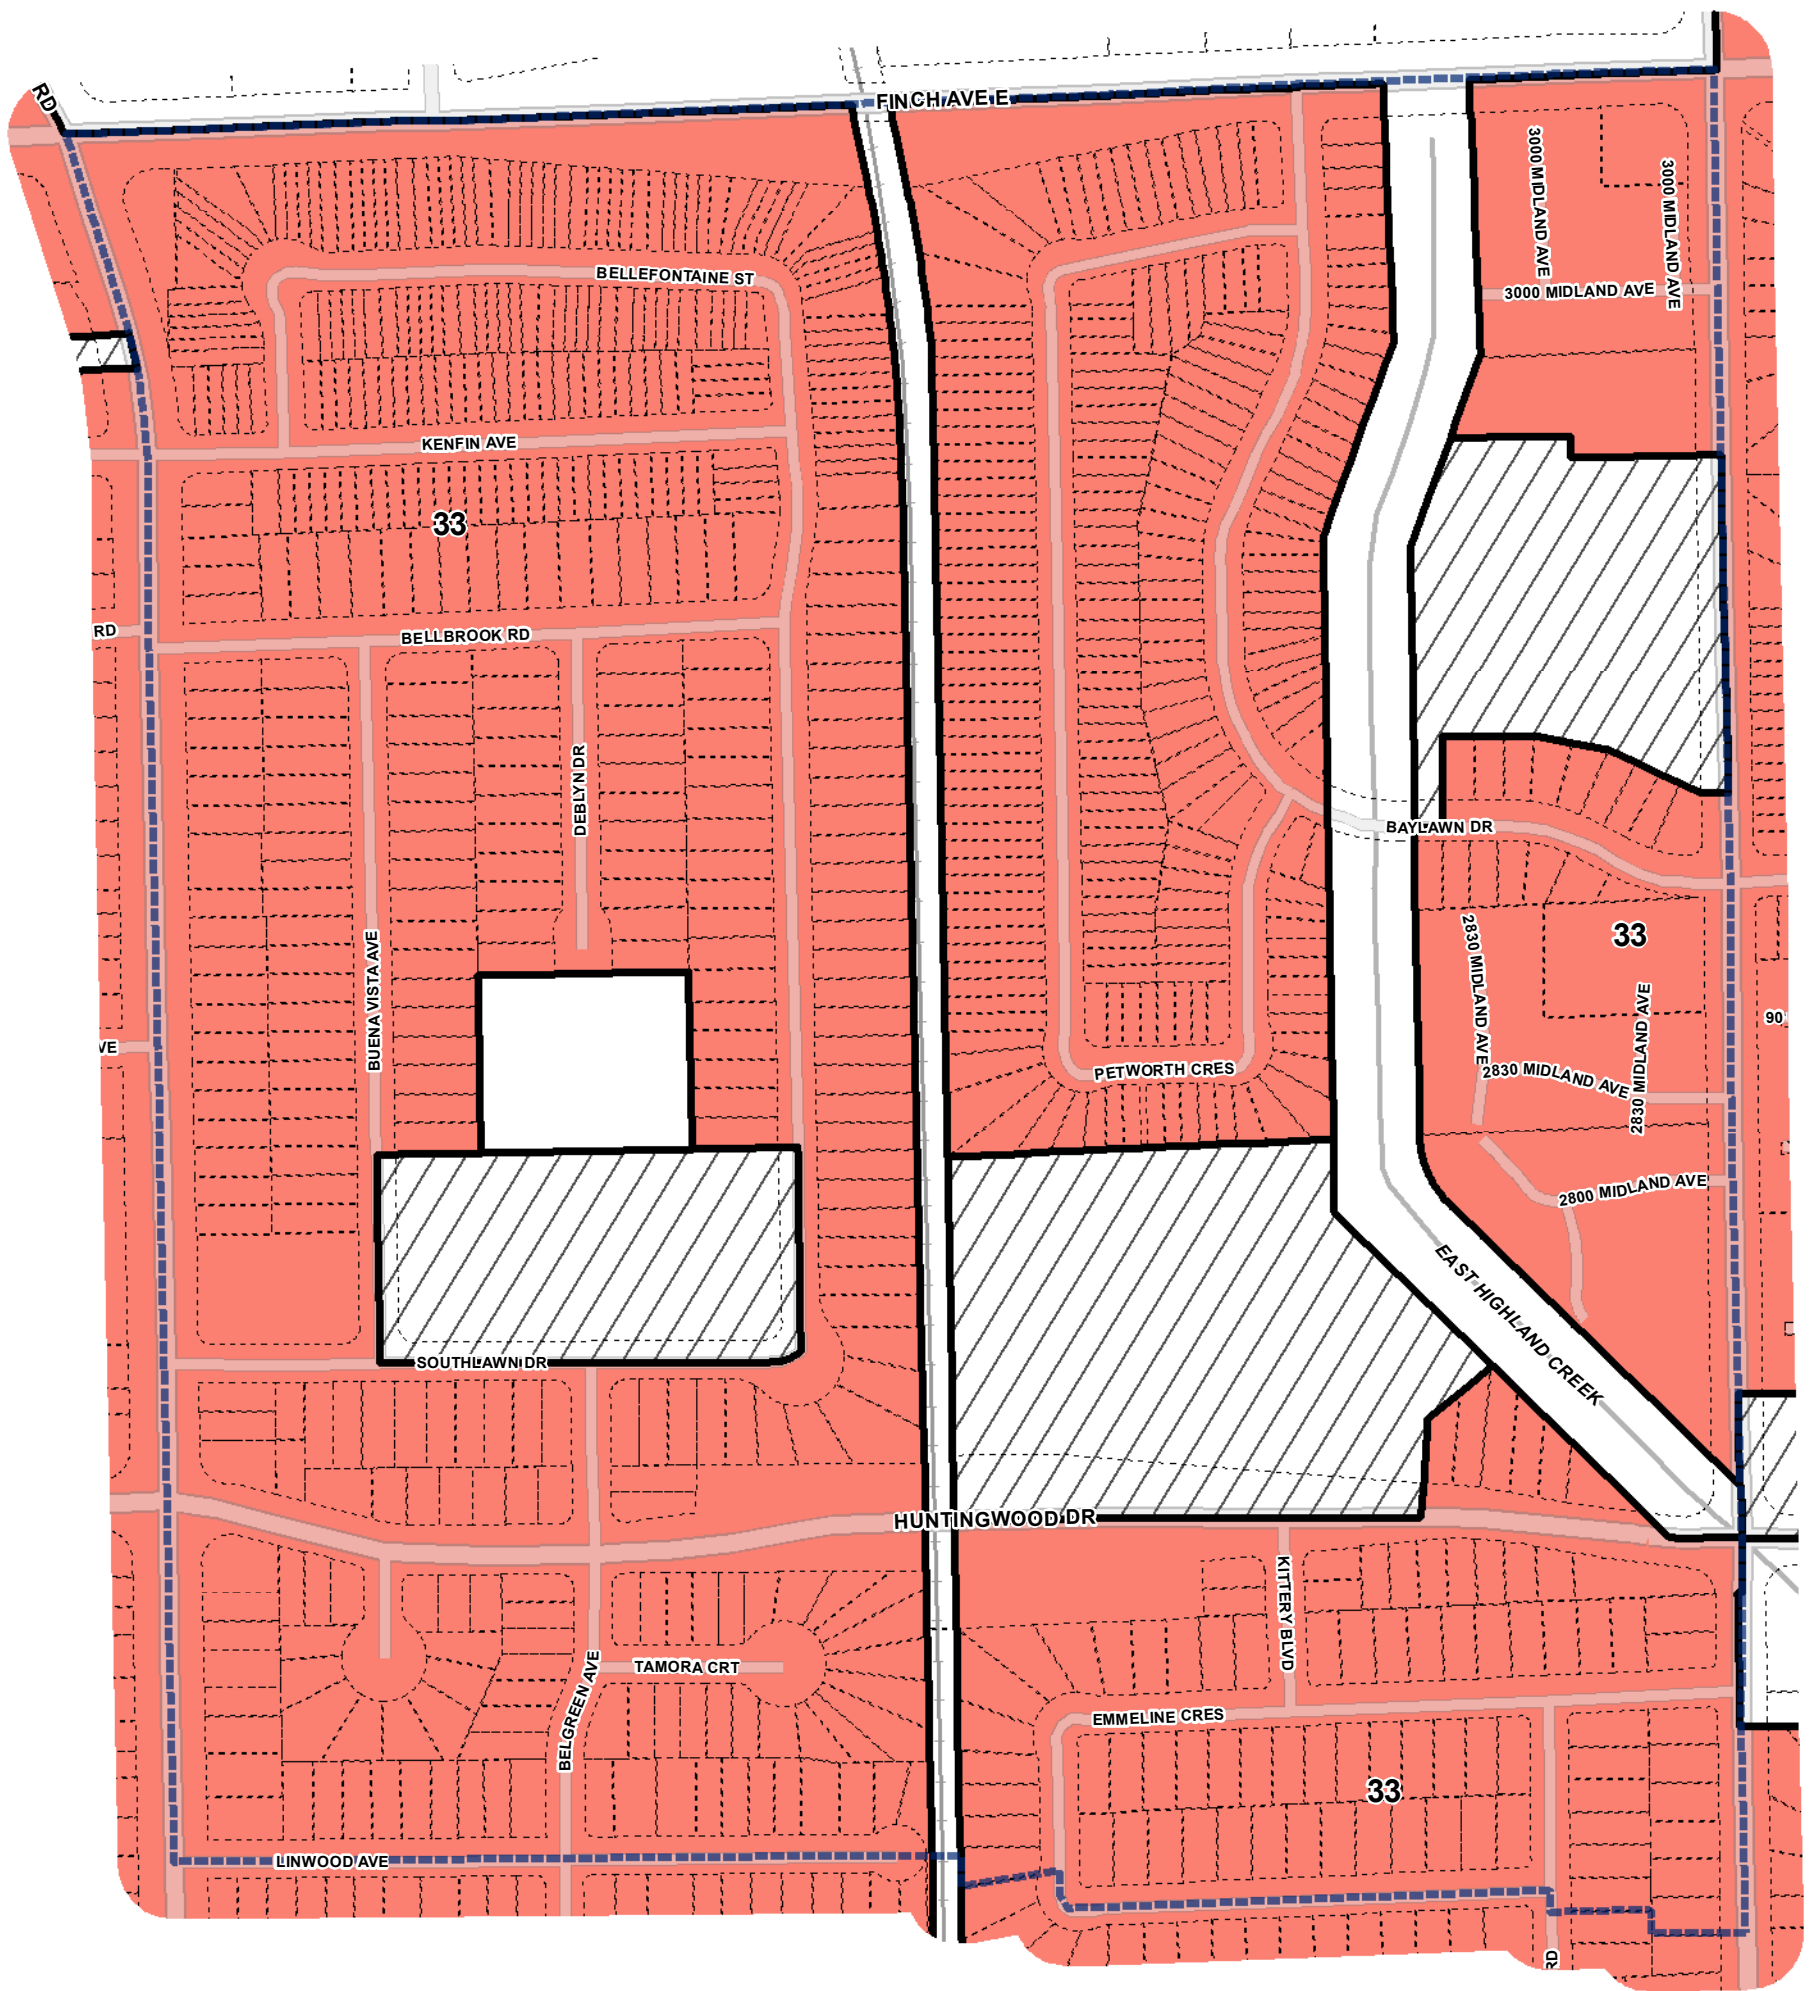 RD
FINCH AVE E
3000 MIDLAND AVE
3000 MIDLAND AVE
3000 MIDLAND AVE
BELLEFONTAINE ST
KENFIN AVE
33
RD
BELLBROOK RD
DEBLYN DR
BAYLAWN DR
33
2830 MIDLAND AVE
BUENA VISTA AVE
VE
90
2830 MIDLAND AVE
2830 MIDLAND AVE
PETWORTH CRES
2800 MIDLAND AVE
EAST HIGHLAND CREEK
SOUTHLAWN DR
HUNTINGWOOD DR
KITTERY BLVD
TAMORA CRT
BELGREEN AVE
EMMELINE CRES
33
LINWOOD AVE
RD